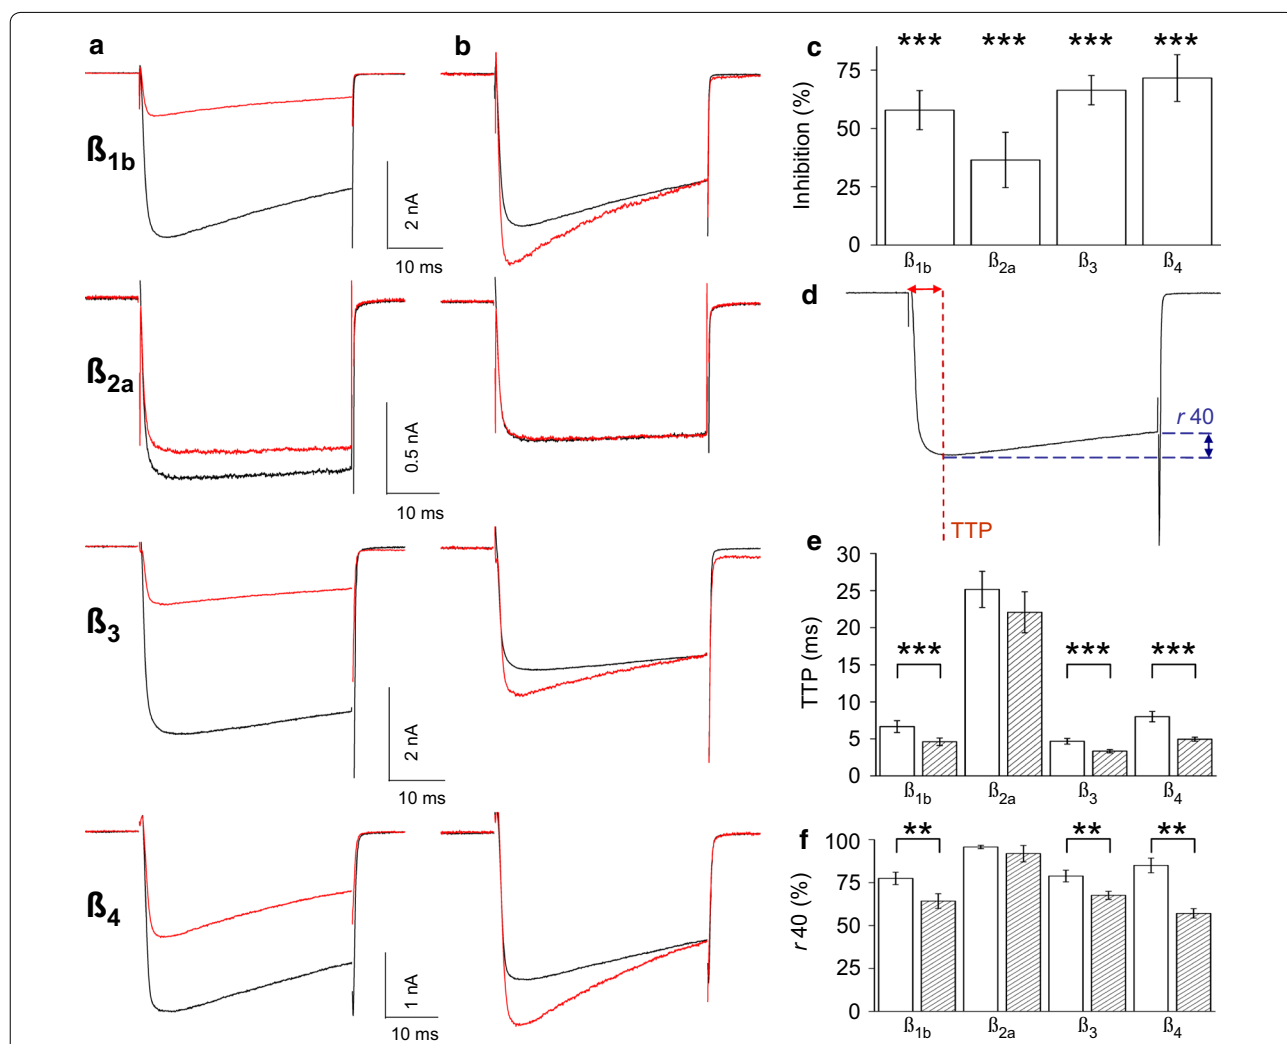 a
b
ß1b
2 nA
10 ms
ß2a
0.5 nA
10 ms
ß3
2 nA
10 ms
ß4
1 nA
10 ms
c
*** *** *** ***
Inhibition (%)
75
50
25
0
ß1b ß2a ß3 ß4
d
r 40
TTP
e
TTP (ms)
30
25
20
15
10
5
0
*** *** ***
ß1b ß2a ß3 ß4
f
r 40 (%)
100
75
50
25
0
** ** **
ß1b ß2a ß3 ß4